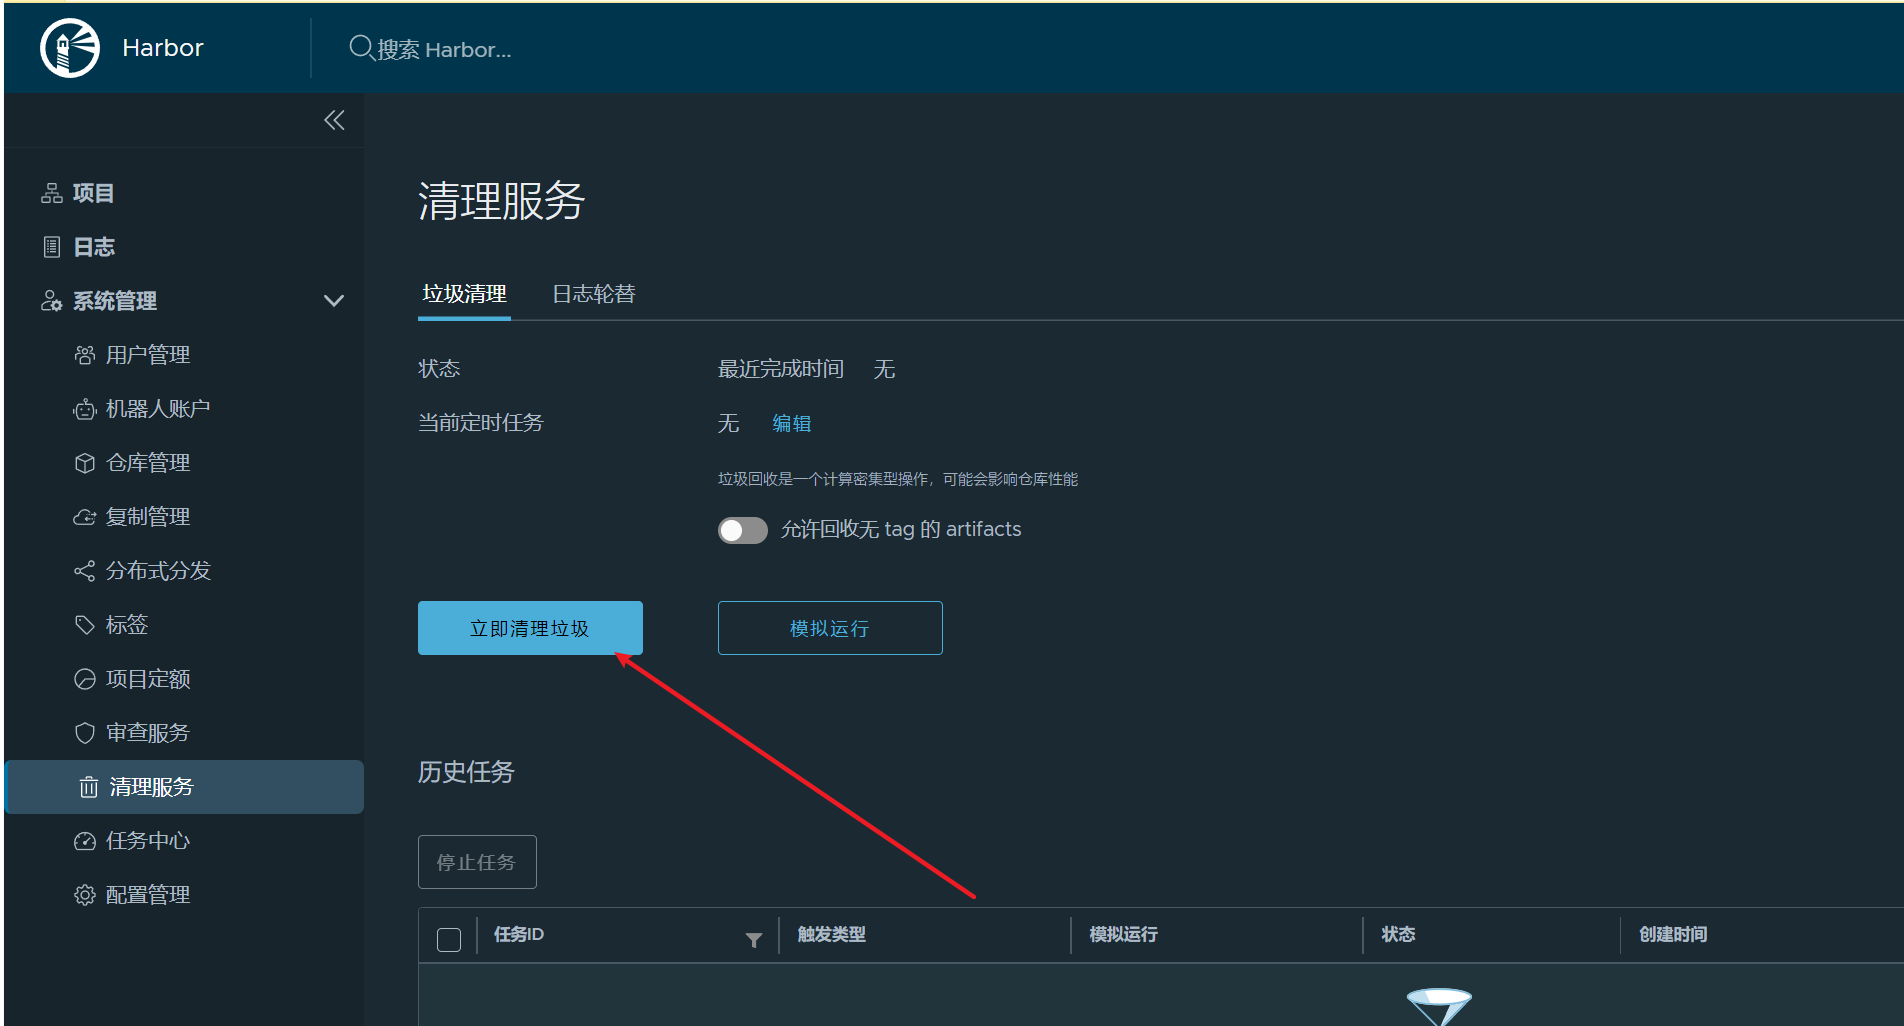 Harbor
搜索 Harbor...
项目
日志
系统管理
用户管理
机器人账户
仓库管理
复制管理
分布式分发
标签
项目定额
审查服务
清理服务
任务中心
配置管理
清理服务
垃圾清理 日志轮替
状态 最近完成时间 无
当前定时任务 无 编辑
垃圾回收是一个计算密集型操作，可能会影响仓库性能
允许回收无 tag 的 artifacts
立即清理垃圾 模拟运行
历史任务
停止任务
任务ID 触发类型 模拟运行 状态 创建时间